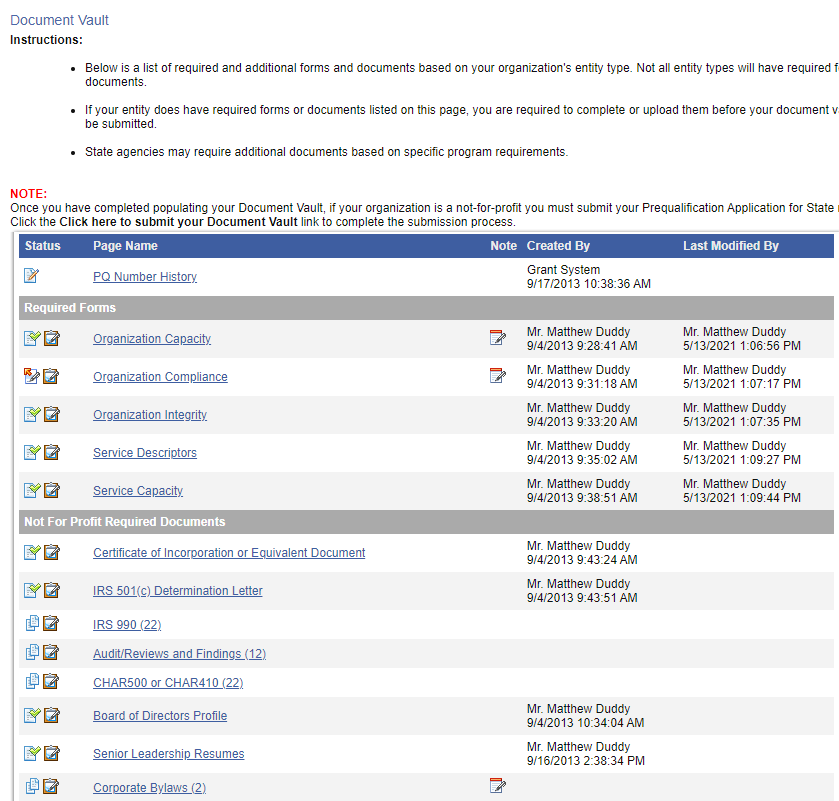 Document Vault
Instructions:
Below is a list of required and additional forms and documents based on your organization's entity type. Not all entity types will have required
documents.
If your entity does have required forms or documents listed on this page, you are required to complete or upload them before your document
be submitted.
State agencies may require additional documents based on specific program requirements.
NOTE:
Once you have completed populating your Document Vault, if your organization is a not-for-profit you must submit your Prequalification Application for State
Click the Click here to submit your Document Vault link to complete the submission process.
Status Page Name Note Created By Last Modified By
PQ Number History Grant System
9/17/2013 10:38:36 AM
Required Forms
Organization Capacity Mr. Matthew Duddy Mr. Matthew Duddy
9/4/2013 9:28:41 AM 5/13/2021 1:06:56 PM
Organization Compliance Mr. Matthew Duddy Mr. Matthew Duddy
9/4/2013 9:31:18 AM 5/13/2021 1:07:17 PM
Organization Integrity Mr. Matthew Duddy Mr. Matthew Duddy
9/4/2013 9:33:20 AM 5/13/2021 1:07:35 PM
Service Descriptors Mr. Matthew Duddy Mr. Matthew Duddy
9/4/2013 9:35:02 AM 5/13/2021 1:09:27 PM
Service Capacity Mr. Matthew Duddy Mr. Matthew Duddy
9/4/2013 9:38:51 AM 5/13/2021 1:09:44 PM
Not For Profit Required Documents
Certificate of Incorporation or Equivalent Document Mr. Matthew Duddy
9/4/2013 9:43:24 AM
IRS 501(c) Determination Letter Mr. Matthew Duddy
9/4/2013 9:43:51 AM
IRS 990 (22)
Audit/Reviews and Findings (12)
CHAR500 or CHAR410 (22)
Board of Directors Profile Mr. Matthew Duddy
9/4/2013 10:34:04 AM
Senior Leadership Resumes Mr. Matthew Duddy
9/16/2013 2:38:34 PM
Corporate Bylaws (2)